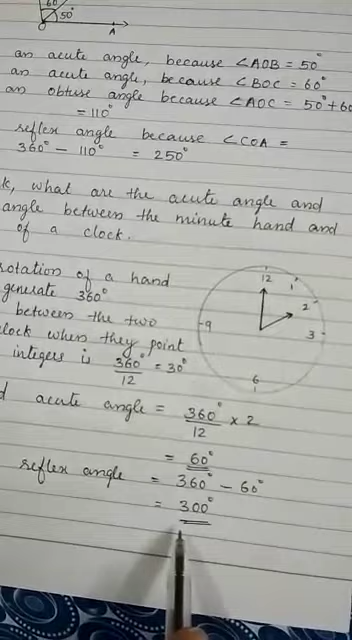 60°
50°
O A
an acute angle, because ∠AOB = 50°
an acute angle, because ∠BOC = 60°
an obtuse angle because ∠AOC = 50°+60
= 110°
reflex angle because ∠COA =
360° - 110° = 250°
k, what are the acute angle and
angle between the minute hand and
of a clock.
rotation of a hand
generate 360°
between the two
clock when they point
integers is 360°/12 = 30°
12
1
2
3
9
6
d acute angle = 360°/12 x 2
= 60°
reflex angle = 360° - 60°
= 300°